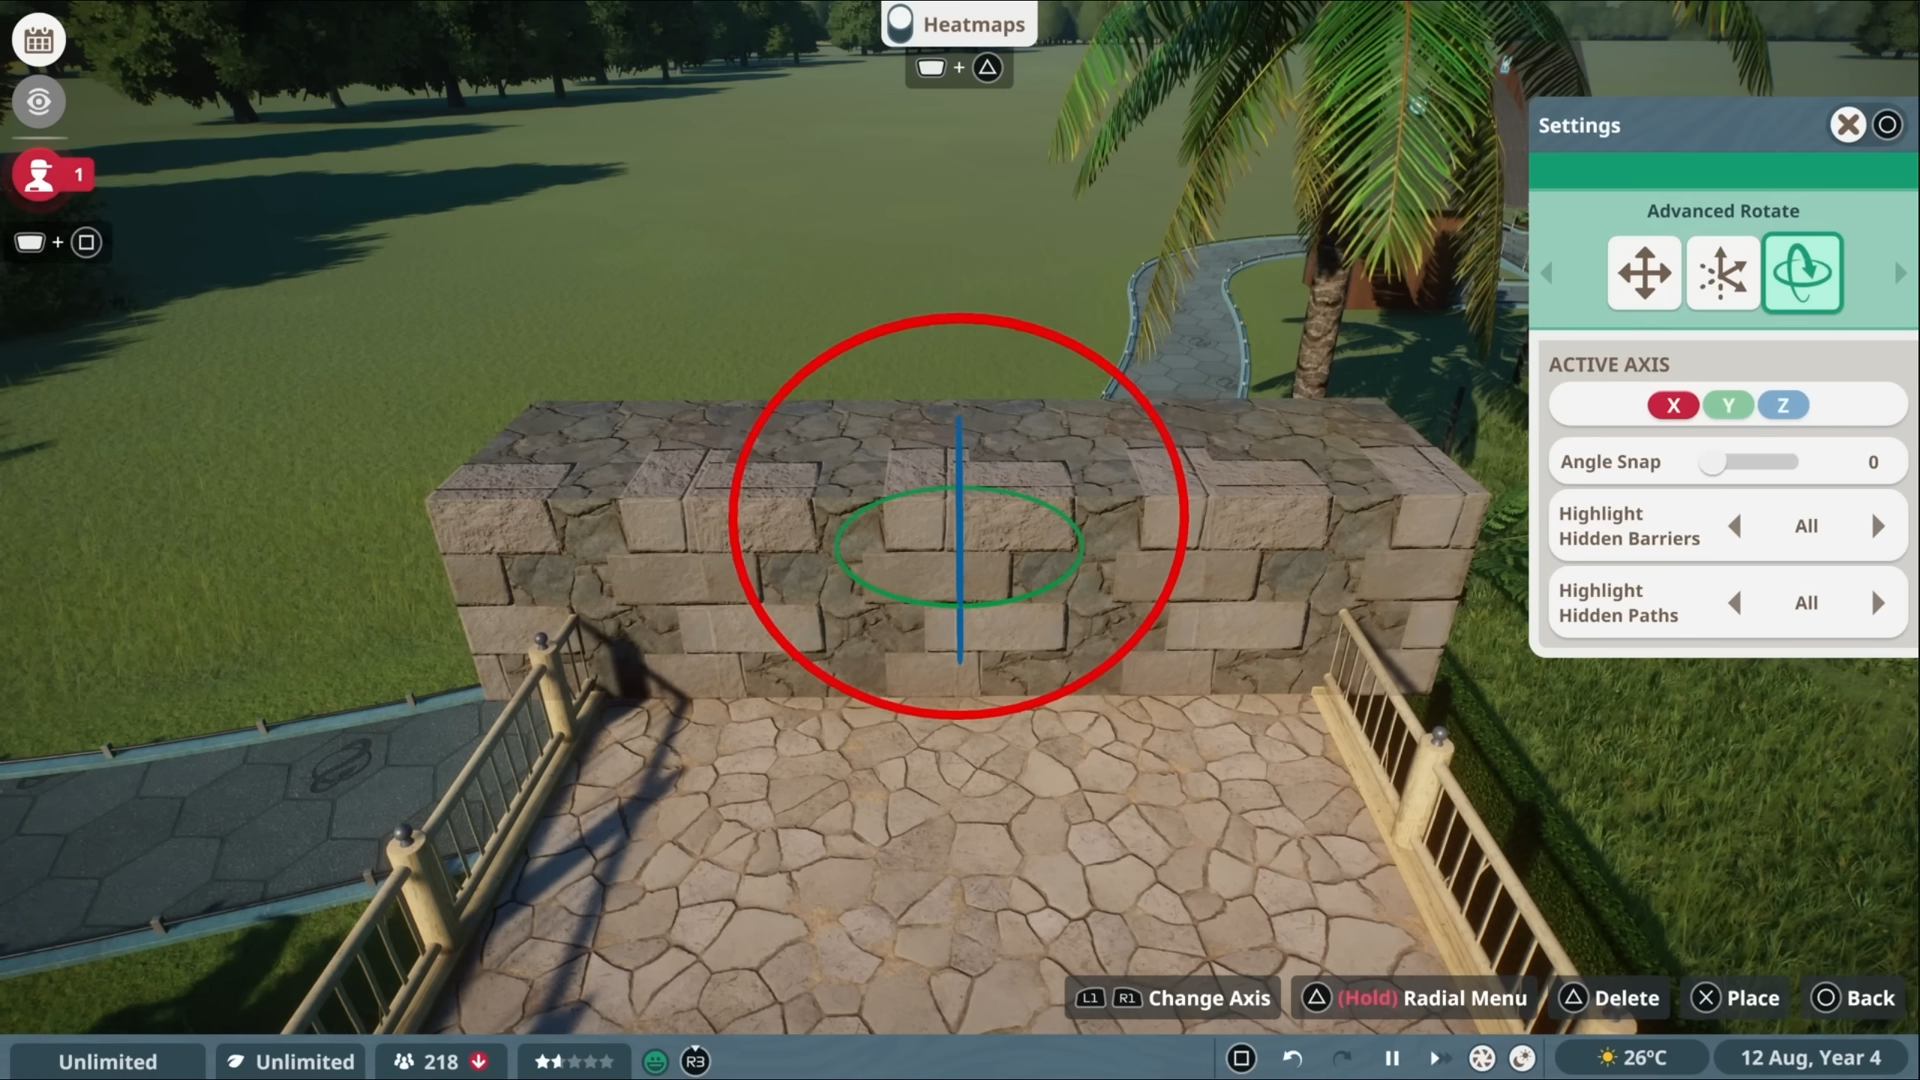 Heatmaps
+
1
+
Settings
Advanced Rotate
ACTIVE AXIS
X Y Z
Angle Snap 0
Highlight
Hidden Barriers
All
Highlight
Hidden Paths
All
L1 R1 Change Axis
(Hold) Radial Menu
Delete
Place
Back
Unlimited
Unlimited
218
R3
26°C
12 Aug, Year 4